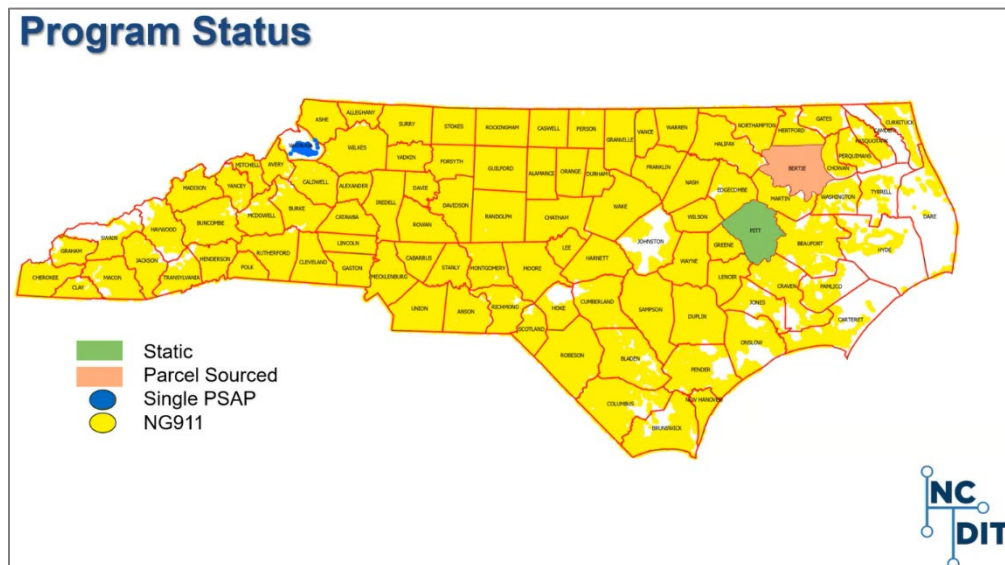 Program Status
ALLEGHANY
ASHE
SURRY
STOKES
ROCKINGHAM
CASWELL
PERSON
GRANVILLE
VANCE
WARREN
NORTHAMPTON
HERTFORD
GATES
CURRITUCK
CAMDEN
PASQUOTANK
PERQUIMANS
CHOWAN
BERTIE
HALIFAX
WILKES
YADKIN
FORSYTH
GUILFORD
ALAMANCE
ORANGE
DURHAM
FRANKLIN
NASH
EDGECOMBE
MARTIN
WASHINGTON
TYRRELL
DARE
MITCHELL
AVERY
CALDWELL
ALEXANDER
IREDELL
DAVIE
DAVIDSON
RANDOLPH
CHATHAM
WAKE
WILSON
PITT
BEAUFORT
HYDE
MADISON
YANCEY
MCDOWELL
BURKE
CATAWBA
ROWAN
LEE
JOHNSTON
GREENE
WAYNE
SWAIN
HAYWOOD
BUNCOMBE
RUTHERFORD
LINCOLN
CABARRUS
STANLY
MONTGOMERY
MOORE
HARNETT
LENOIR
CRAVEN
PAMLICO
GRAHAM
JACKSON
HENDERSON
POLK
CLEVELAND
GASTON
MECKLENBURG
CHEROKEE
CLAY
MACON
TRANSYLVANIA
UNION
ANSON
RICHMOND
SCOTLAND
HOKE
CUMBERLAND
SAMPSON
DUPLIN
JONES
CARTERET
ONSLOW
ROBESON
BLADEN
PENDER
COLUMBUS
NEW HANOVER
BRUNSWICK
Static
Parcel Sourced
Single PSAP
NG911
NC
DIT